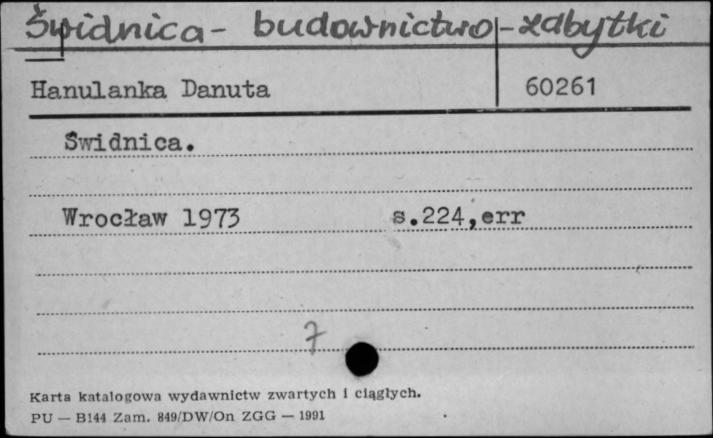 Świdnica - budownictwo - zabytki
Hanulanka Danuta 60261
Świdnica.
Wrocław 1973 s.224,err
7
Karta katalogowa wydawnictw zwartych i ciągłych.
PU — B144 Zam. 849/DW/On ZGG — 1991